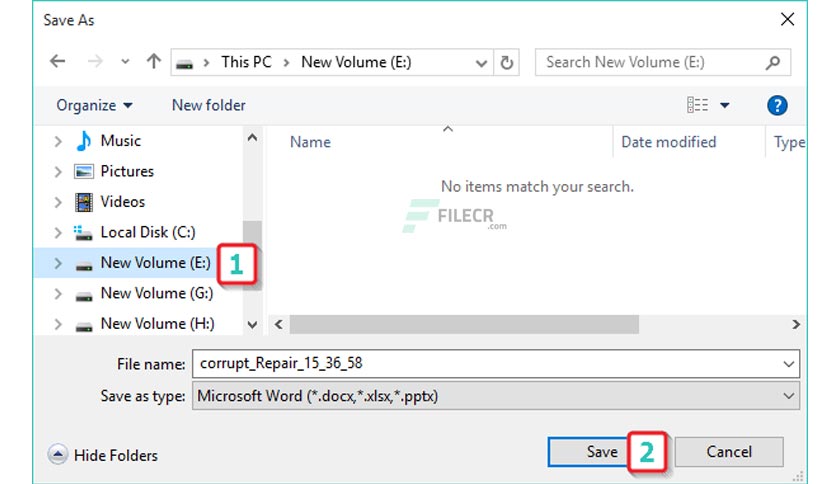 Save As
This PC > New Volume (E:)
Search New Volume (E:)
Organize
New folder
?
Music
Pictures
Videos
Local Disk (C:)
New Volume (E:)
1
New Volume (G:)
New Volume (H:)
Name
Date modified
Type
No items match your search.
FILECR
.com
File name: corrupt_Repair_15_36_58
Save as type: Microsoft Word (*.docx,*.xlsx,*.pptx)
Hide Folders
Save
2
Cancel